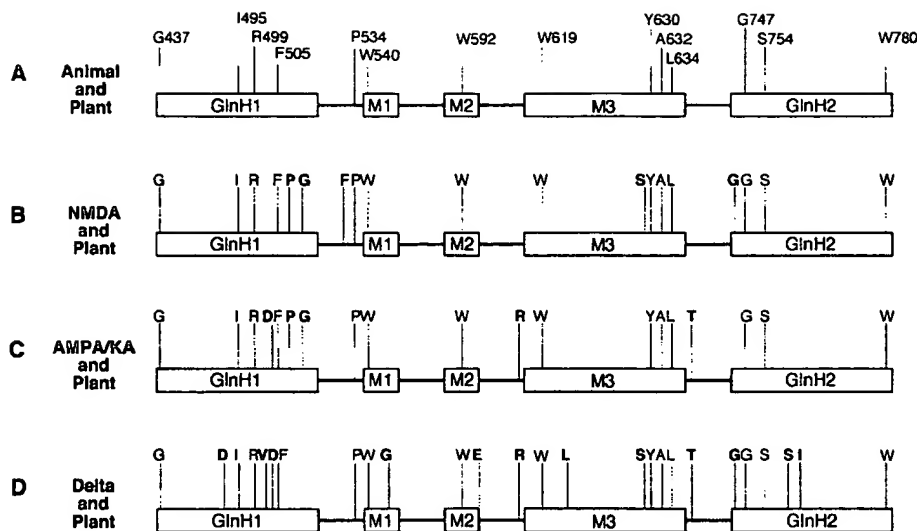 I495 Y630 G747
G437 R499 P534 W592 W619 A632 S754 W780
F505 W540 L634
A Animal and Plant
GlnH1 M1 M2 M3 GlnH2
G I R F P G F P W W W S Y A L G G S W
B NMDA and Plant
GlnH1 M1 M2 M3 GlnH2
G I R D F P G P W W R W Y A L T G S W
C AMPA/KA and Plant
GlnH1 M1 M2 M3 GlnH2
G D I R V D F P W G W E R W L S Y A L T G G S S I W
D Delta and Plant
GlnH1 M1 M2 M3 GlnH2